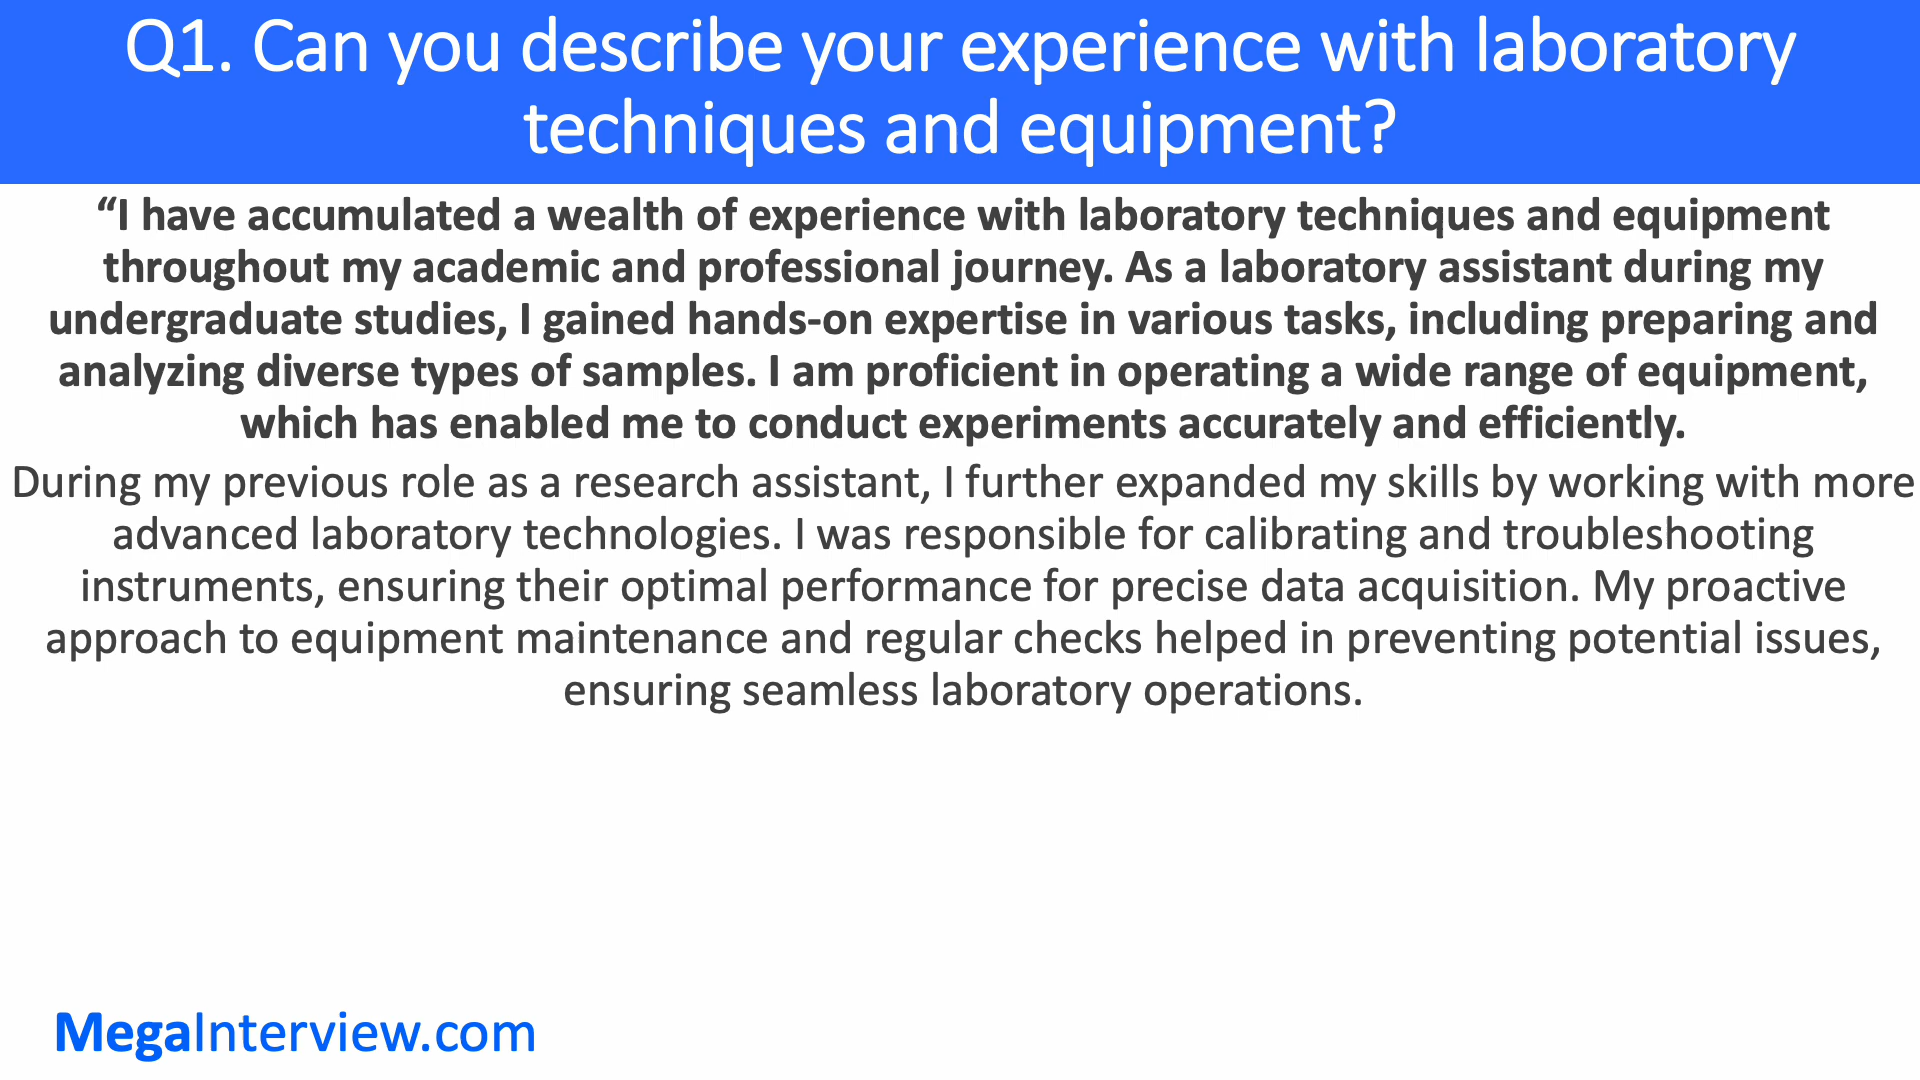 Q1. Can you describe your experience with laboratory
techniques and equipment?
“I have accumulated a wealth of experience with laboratory techniques and equipment
throughout my academic and professional journey. As a laboratory assistant during my
undergraduate studies, I gained hands-on expertise in various tasks, including preparing and
analyzing diverse types of samples. I am proficient in operating a wide range of equipment,
which has enabled me to conduct experiments accurately and efficiently.
During my previous role as a research assistant, I further expanded my skills by working with more
advanced laboratory technologies. I was responsible for calibrating and troubleshooting
instruments, ensuring their optimal performance for precise data acquisition. My proactive
approach to equipment maintenance and regular checks helped in preventing potential issues,
ensuring seamless laboratory operations.
MegaInterview.com